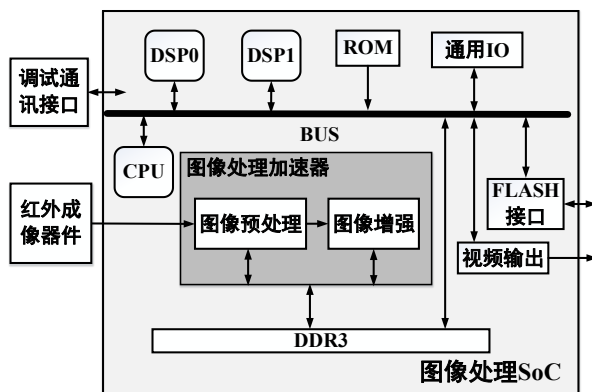 DSP0
DSP1
ROM
通用IO
调试通
讯接口
BUS
CPU
图像处理加速器
FLASH
接口
红外成
像器件
图像预处理
图像增强
视频输出
DDR3
图像处理SoC